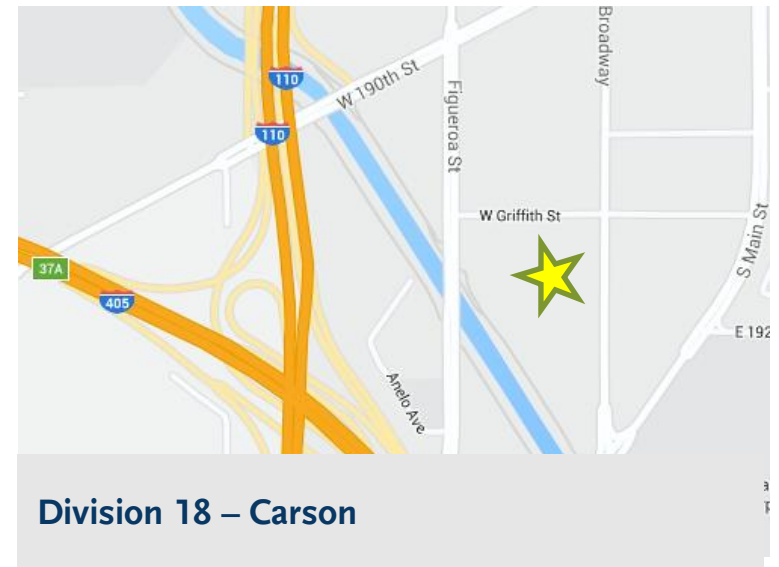 Broadway
110
W 190th St
Figueroa St
110
W Griffith St
S Main St
37A
405
E 192
Anelo Ave
Division 18 – Carson